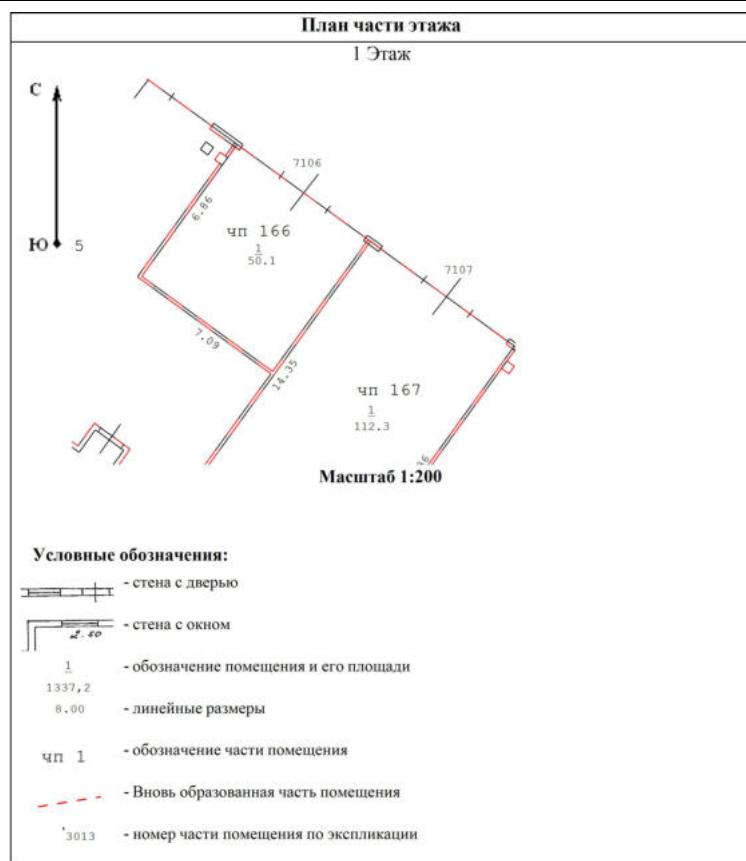 План части этажа
1 Этаж
С
7106
6.86
чп 166
1
50.1
Ю
5
7107
7.09
14.35
чп 167
1
112.3
Масштаб 1:200
Условные обозначения:
- стена с дверью
- стена с окном
2.50
1
1337,2
- обозначение помещения и его площади
8.00
- линейные размеры
чп 1
- обозначение части помещения
- Вновь образованная часть помещения
3013
- номер части помещения по экспликации